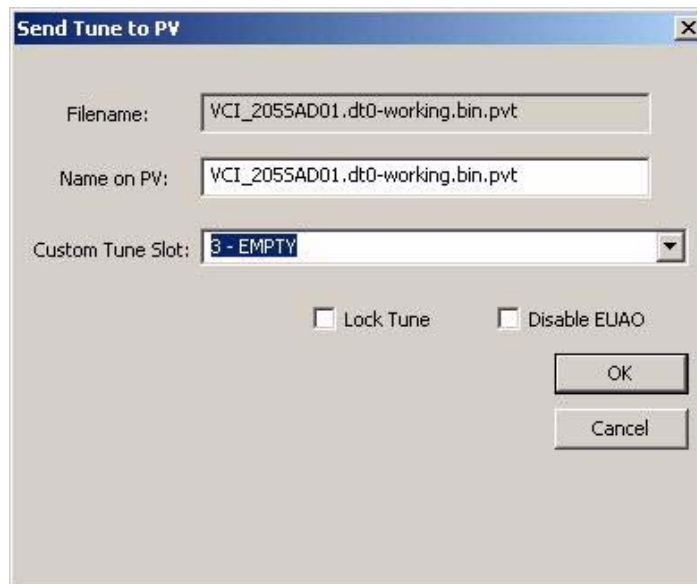 Send Tune to PV
Filename: VCI_205SAD01.dt0-working.bin.pvt
Name on PV: VCI_205SAD01.dt0-working.bin.pvt
Custom Tune Slot: 3 - EMPTY
Lock Tune Disable EUAO
OK
Cancel